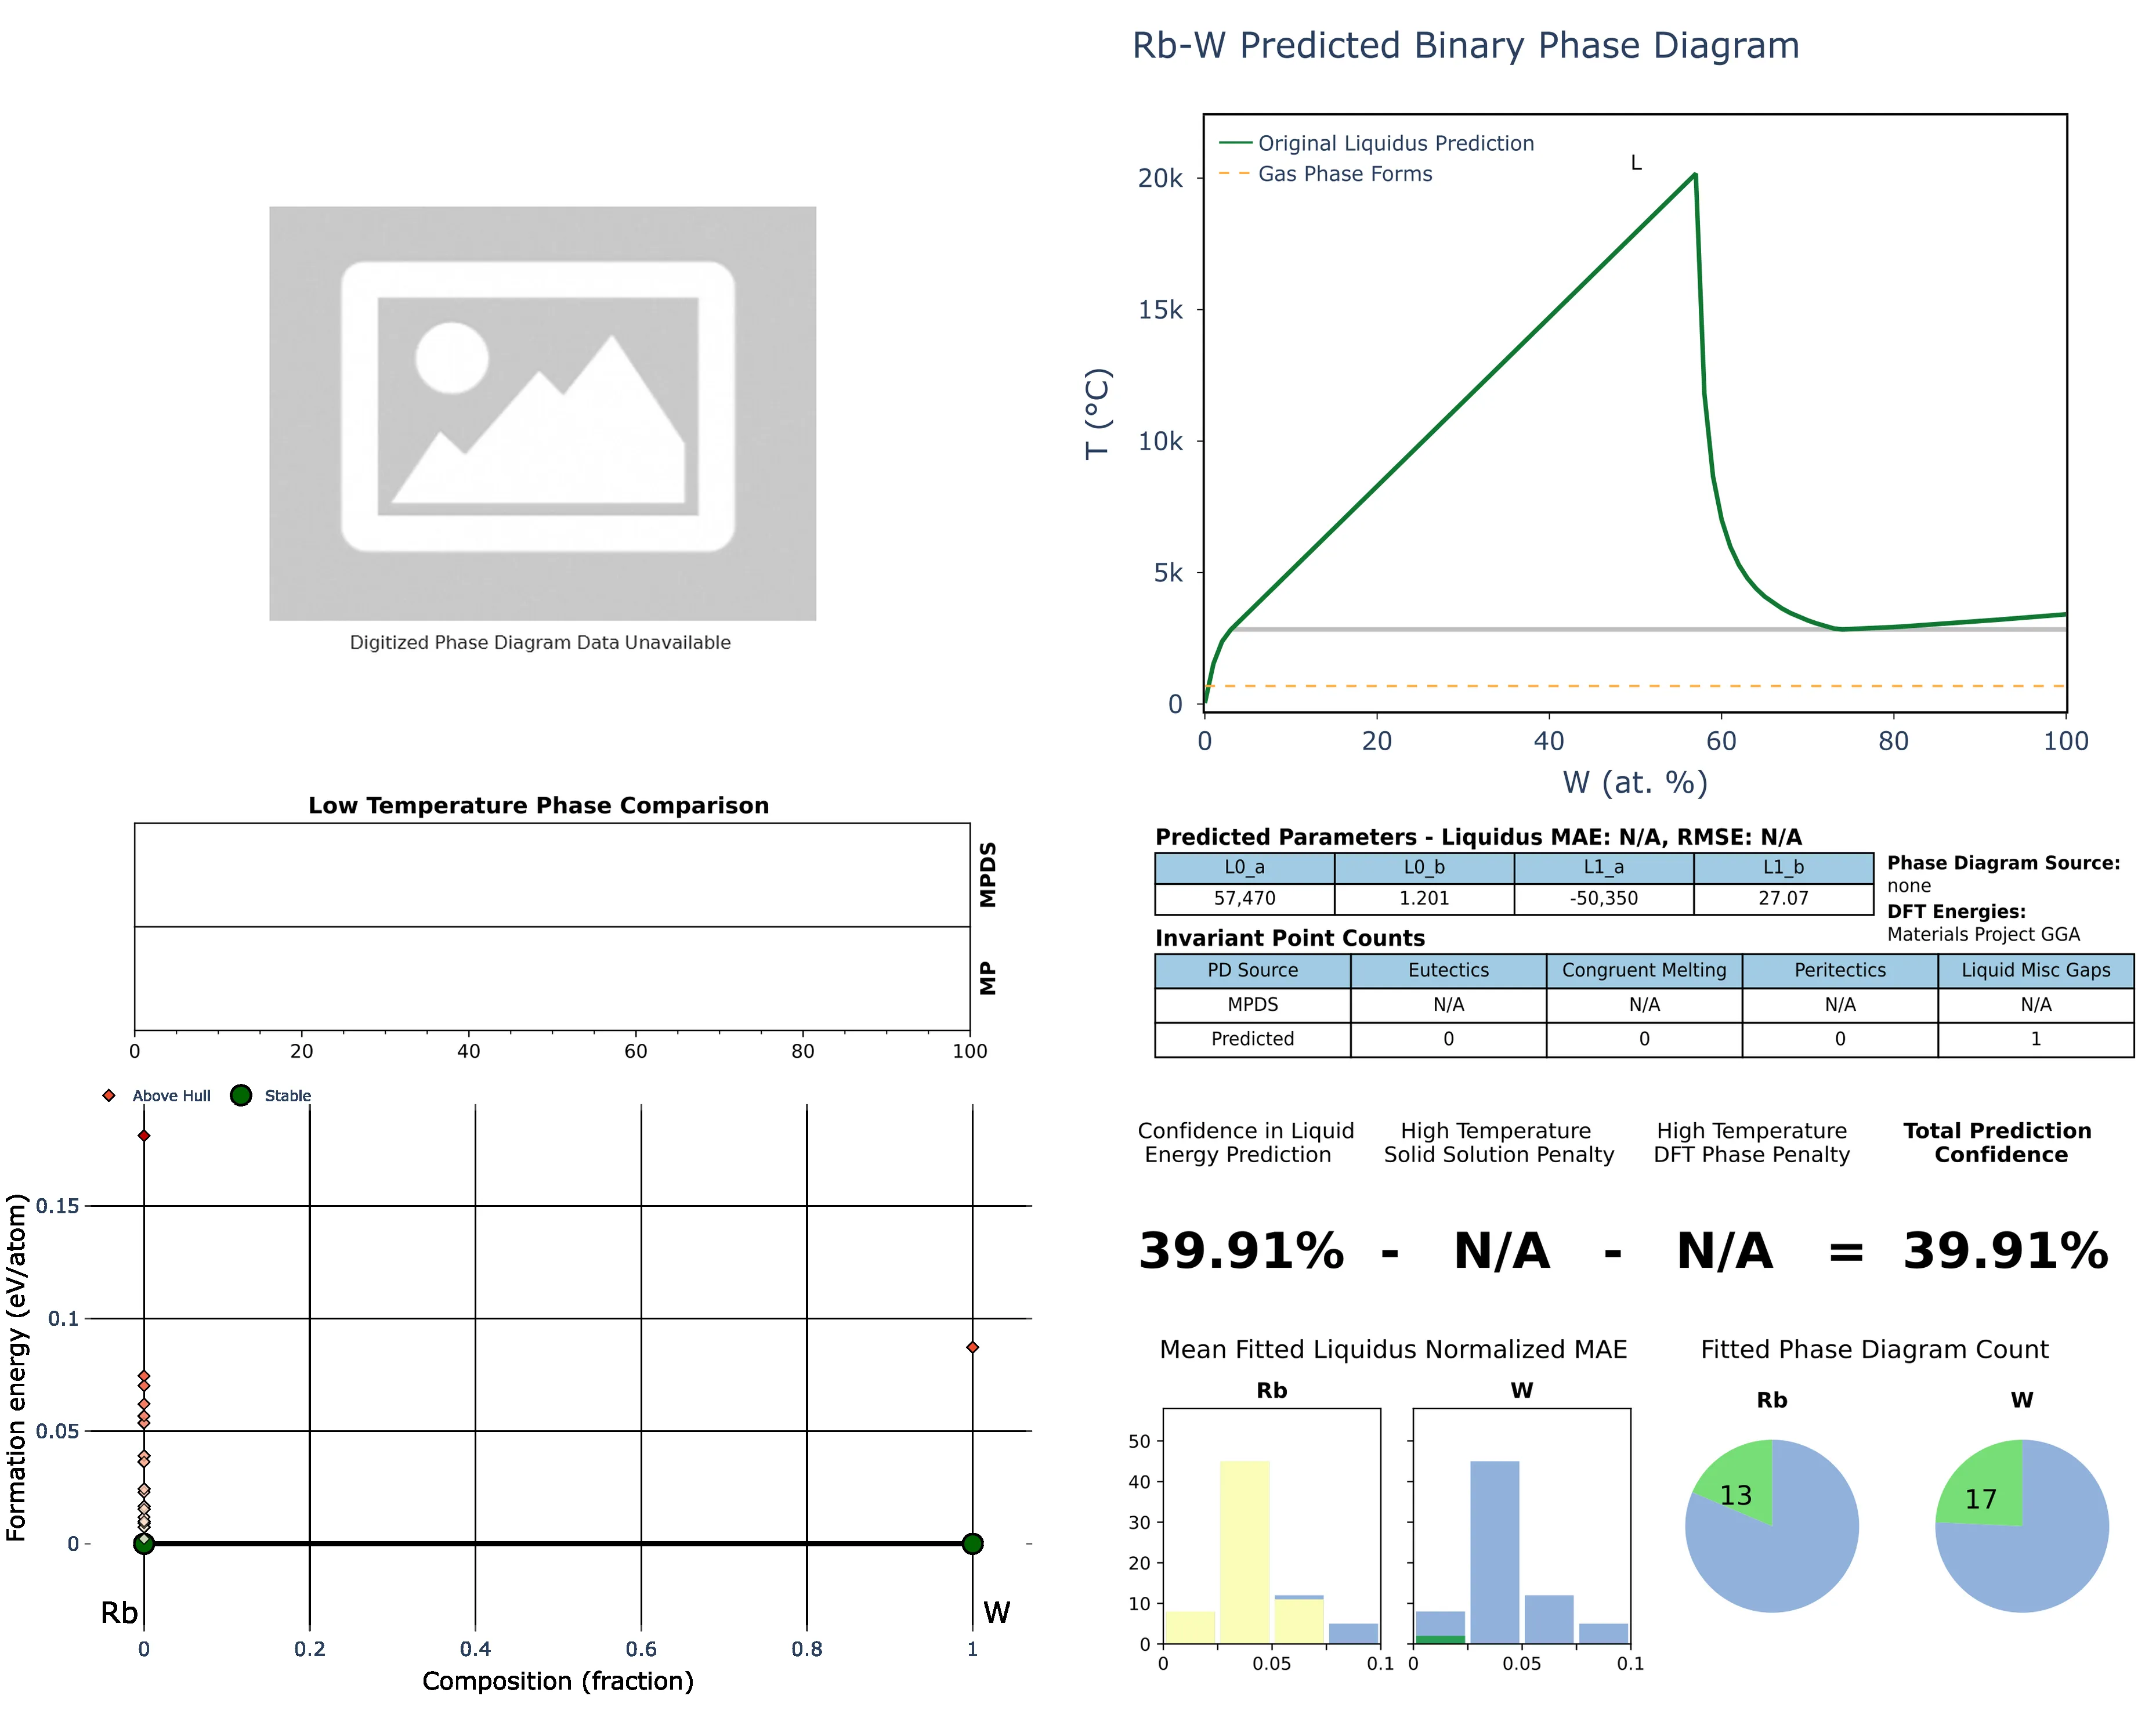 Rb-W Predicted Binary Phase Diagram
Original Liquidus Prediction
Gas Phase Forms
L
20k
15k
10k
5k
0
T (°C)
0 20 40 60 80 100
W (at. %)
Digitized Phase Diagram Data Unavailable
Low Temperature Phase Comparison
MPDS
MP
0 20 40 60 80 100
Predicted Parameters - Liquidus MAE: N/A, RMSE: N/A
L0_a L0_b L1_a L1_b
57,470 1.201 -50,350 27.07
Phase Diagram Source:
none
DFT Energies:
Materials Project GGA
Invariant Point Counts
PD Source Eutectics Congruent Melting Peritectics Liquid Misc Gaps
MPDS N/A N/A N/A N/A
Predicted 0 0 0 1
Above Hull Stable
0.15
0.1
0.05
0
Formation energy (eV/atom)
Rb W
0 0.2 0.4 0.6 0.8 1
Composition (fraction)
Confidence in Liquid
Energy Prediction
High Temperature
Solid Solution Penalty
High Temperature
DFT Phase Penalty
Total Prediction
Confidence
39.91% - N/A - N/A = 39.91%
Mean Fitted Liquidus Normalized MAE
Rb W
50
40
30
20
10
0
0 0.05 0.1 0 0.05 0.1
Fitted Phase Diagram Count
Rb W
13 17